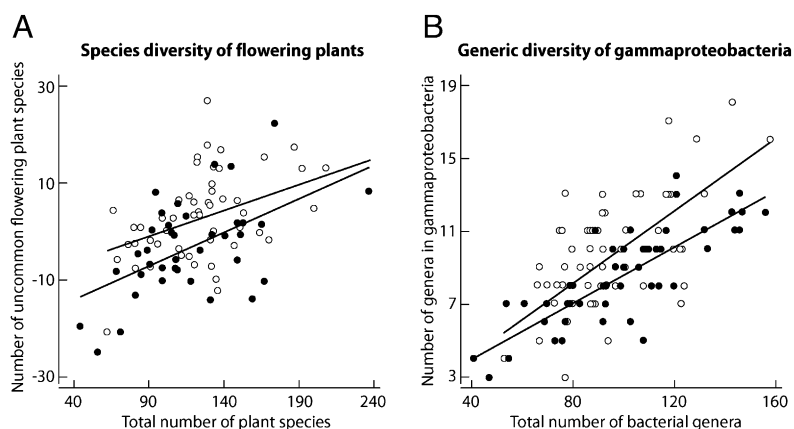 A
Species diversity of flowering plants
Number of uncommon flowering plant species
30
10
-10
-30
40
90
140
190
240
Total number of plant species
B
Generic diversity of gammaproteobacteria
Number of genera in gammaproteobacteria
19
15
11
7
3
40
80
120
160
Total number of bacterial genera